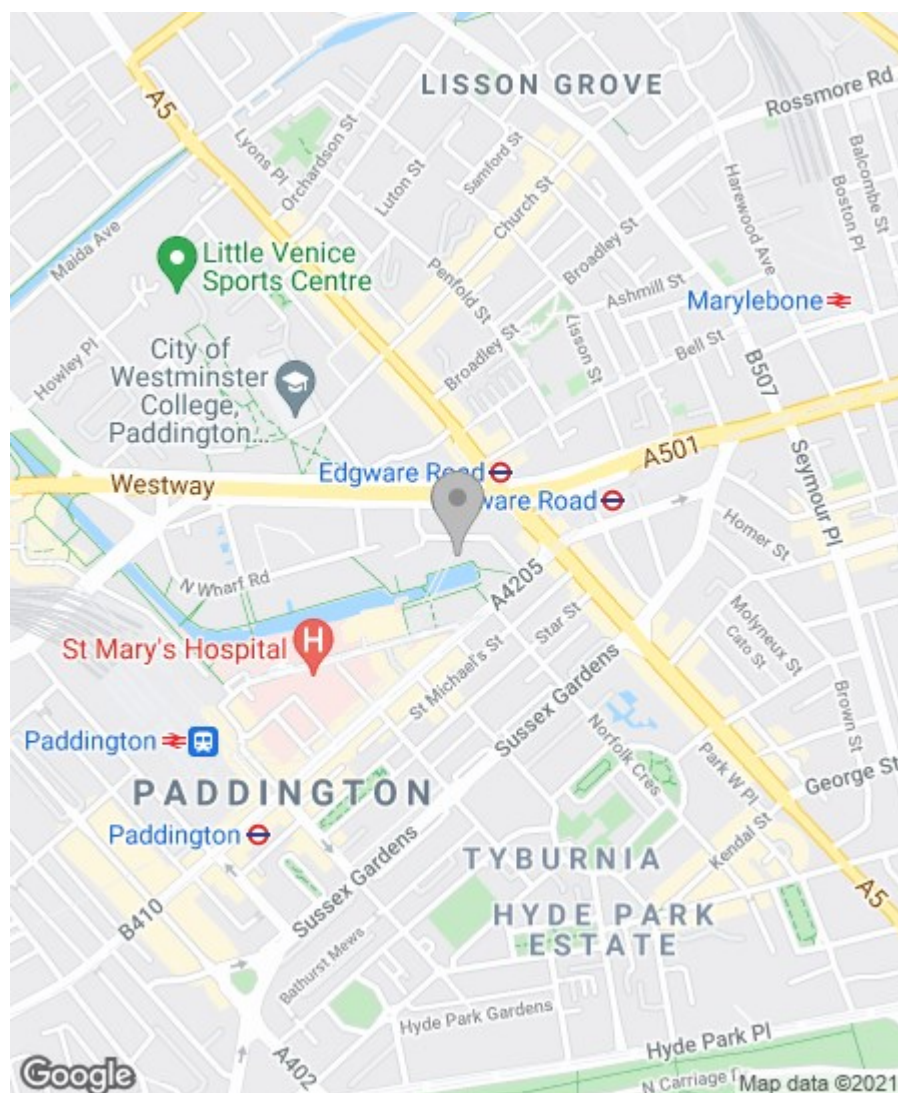 LISSON GROVE
A5
Rossmore Rd
Lyons Pl
Orchardson St
Luton St
Samford St
Church St
Harewood Ave
Balcombe St
Boston Pl
Maida Ave
Little Venice
Sports Centre
Penfold St
Broadley St
Ashmill St
Marylebone
Howley Pl
City of
Westminster
College,
Paddington...
Broadley St
Lisson St
Bell St
B507
A501
Westway
Edgware Road
ware Road
Seymour Pl
Homer St
N Wharf Rd
A4205
Star St
Molyneux St
Cato St
St Mary's Hospital
St Michael's St
Sussex Gardens
Brown St
Paddington
Norfolk Cres
Park W Pl
George St
PADDINGTON
Paddington
Kendal St
TYBURNIA
Sussex Gardens
A5
HYDE PARK
ESTATE
B410
Bathurst Mews
Hyde Park Gardens
Hyde Park Pl
A402
Google
N Carriage Dr
Map data ©2021
H